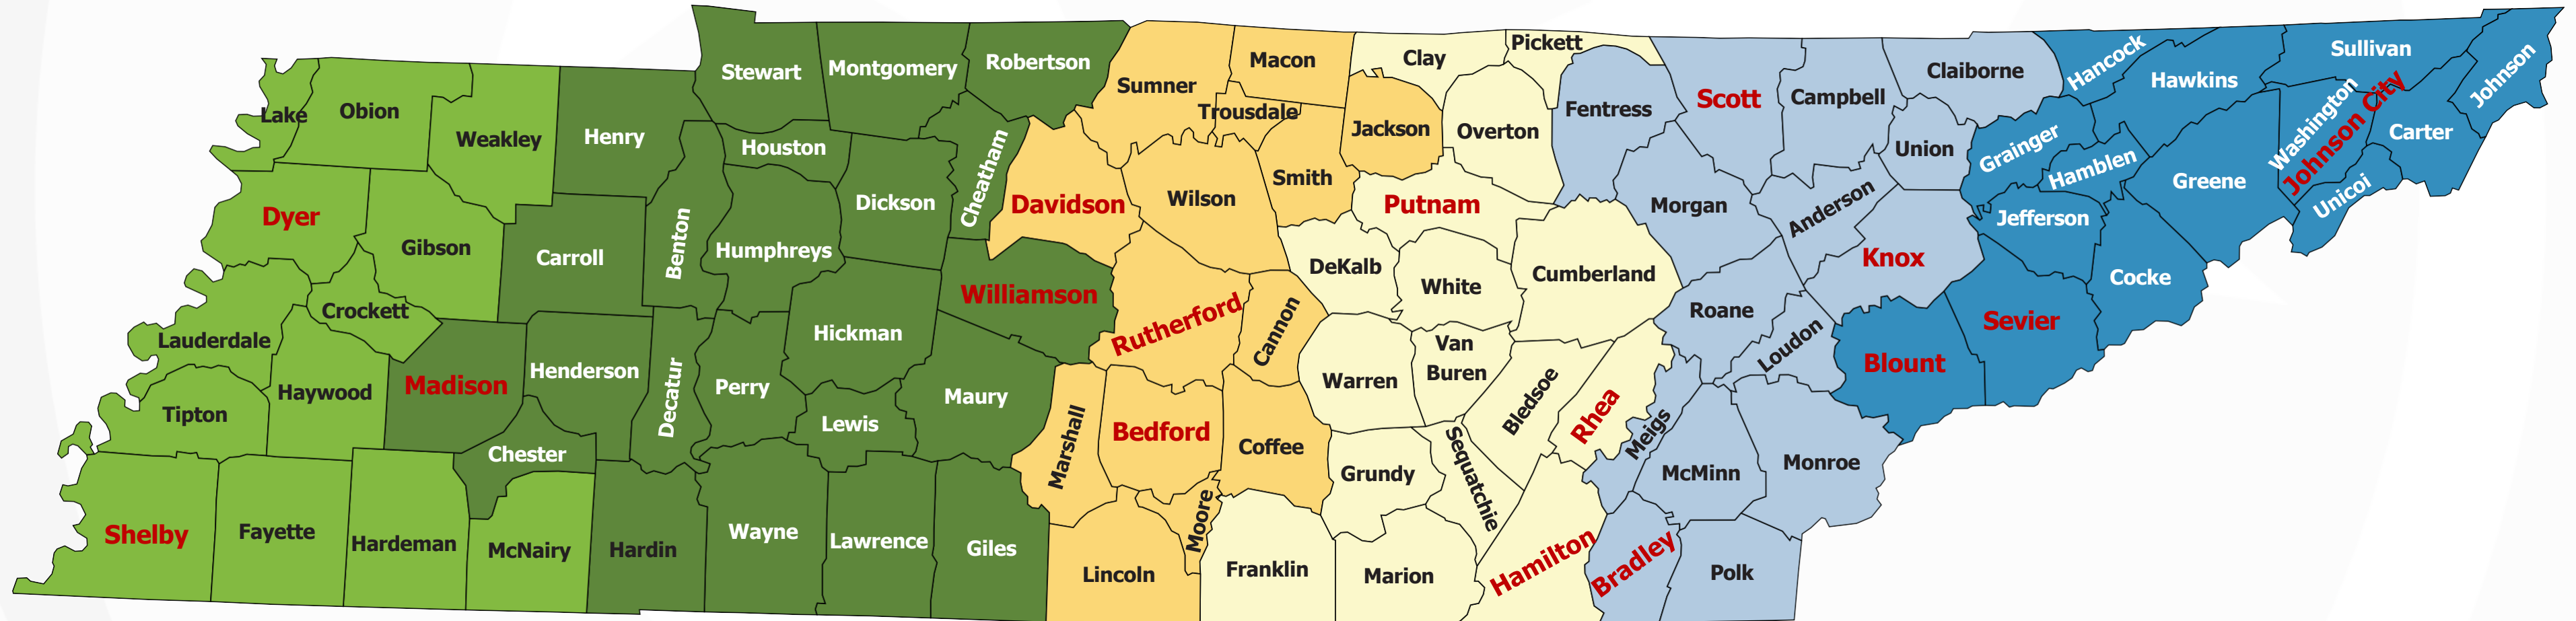 Lake
Obion
Weakley
Henry
Stewart
Montgomery
Robertson
Sumner
Macon
Trousdale
Clay
Pickett
Jackson
Overton
Fentress
Scott
Campbell
Claiborne
Hancock
Hawkins
Sullivan
Johnson
Washington
Johnson City
Carter
Unicoi
Greene
Grainger
Hamblen
Union
Jefferson
Cocke
Dyer
Gibson
Carroll
Benton
Houston
Humphreys
Dickson
Cheatham
Davidson
Wilson
Smith
Putnam
DeKalb
White
Cumberland
Morgan
Anderson
Knox
Roane
Loudon
Blount
Sevier
Lauderdale
Crockett
Haywood
Tipton
Madison
Henderson
Chester
Decatur
Perry
Hickman
Lewis
Williamson
Maury
Rutherford
Cannon
Warren
Van
Buren
Bledsoe
Rhea
Meigs
McMinn
Monroe
Marshall
Bedford
Coffee
Grundy
Sequatchie
Shelby
Fayette
Hardeman
McNairy
Hardin
Wayne
Lawrence
Giles
Lincoln
Moore
Franklin
Marion
Hamilton
Bradley
Polk